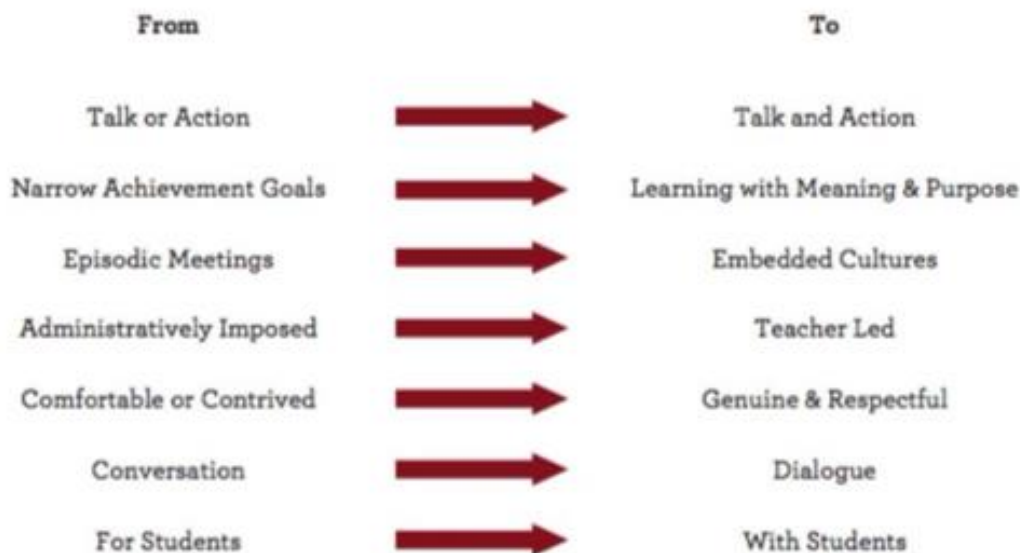 From To
Talk or Action Talk and Action
Narrow Achievement Goals Learning with Meaning & Purpose
Episodic Meetings Embedded Cultures
Administratively Imposed Teacher Led
Comfortable or Contrived Genuine & Respectful
Conversation Dialogue
For Students With Students